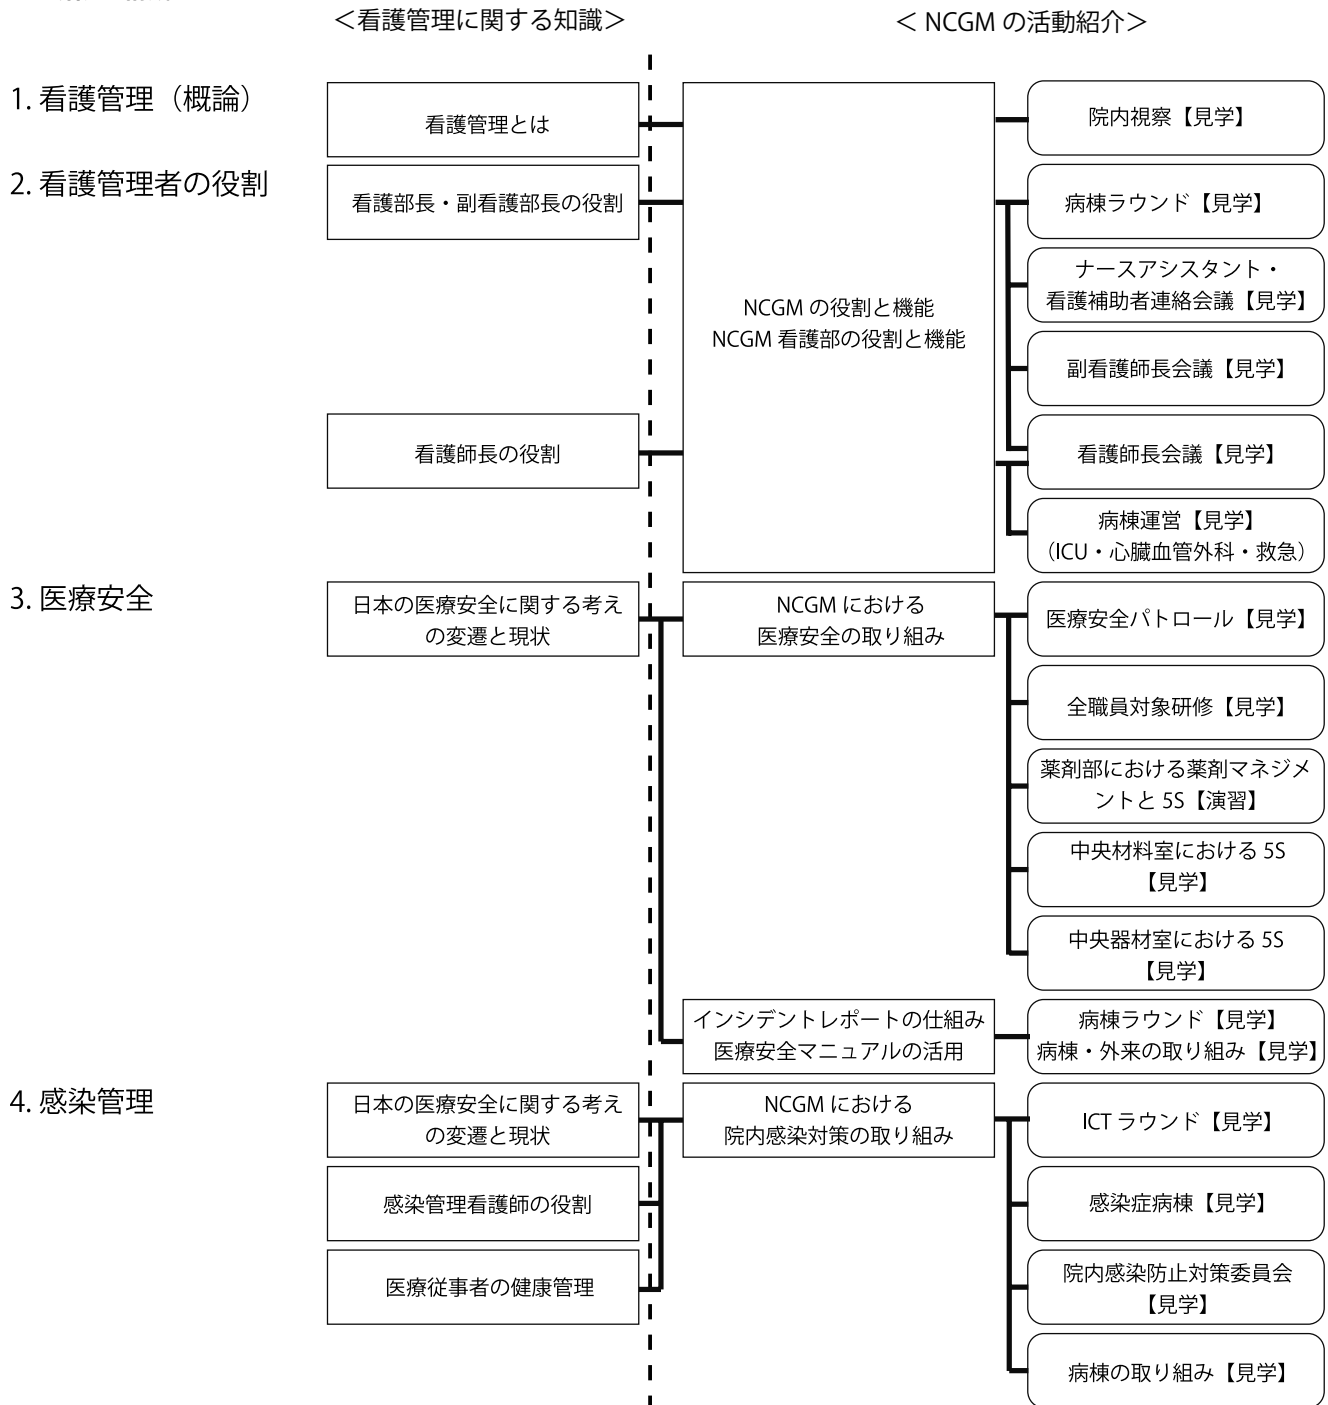 ＜看護管理に関する知識＞
＜ NCGM の活動紹介＞
1. 看護管理（概論）
看護管理とは
院内視察【見学】
2. 看護管理者の役割
看護部長・副看護部長の役割
NCGM の役割と機能
NCGM 看護部の役割と機能
病棟ラウンド【見学】
ナースアシスタント・
看護補助者連絡会議【見学】
副看護師長会議【見学】
看護師長の役割
看護師長会議【見学】
病棟運営【見学】
（ICU・心臓血管外科・救急）
3. 医療安全
日本の医療安全に関する考え
の変遷と現状
NCGM における
医療安全の取り組み
医療安全パトロール【見学】
全職員対象研修【見学】
薬剤部における薬剤マネジメ
ントと 5S【演習】
中央材料室における 5S
【見学】
中央器材室における 5S
【見学】
インシデントレポートの仕組み
医療安全マニュアルの活用
病棟ラウンド【見学】
病棟・外来の取り組み【見学】
4. 感染管理
日本の医療安全に関する考え
の変遷と現状
NCGM における
院内感染対策の取り組み
ICT ラウンド【見学】
感染管理看護師の役割
感染症病棟【見学】
医療従事者の健康管理
院内感染防止対策委員会
【見学】
病棟の取り組み【見学】